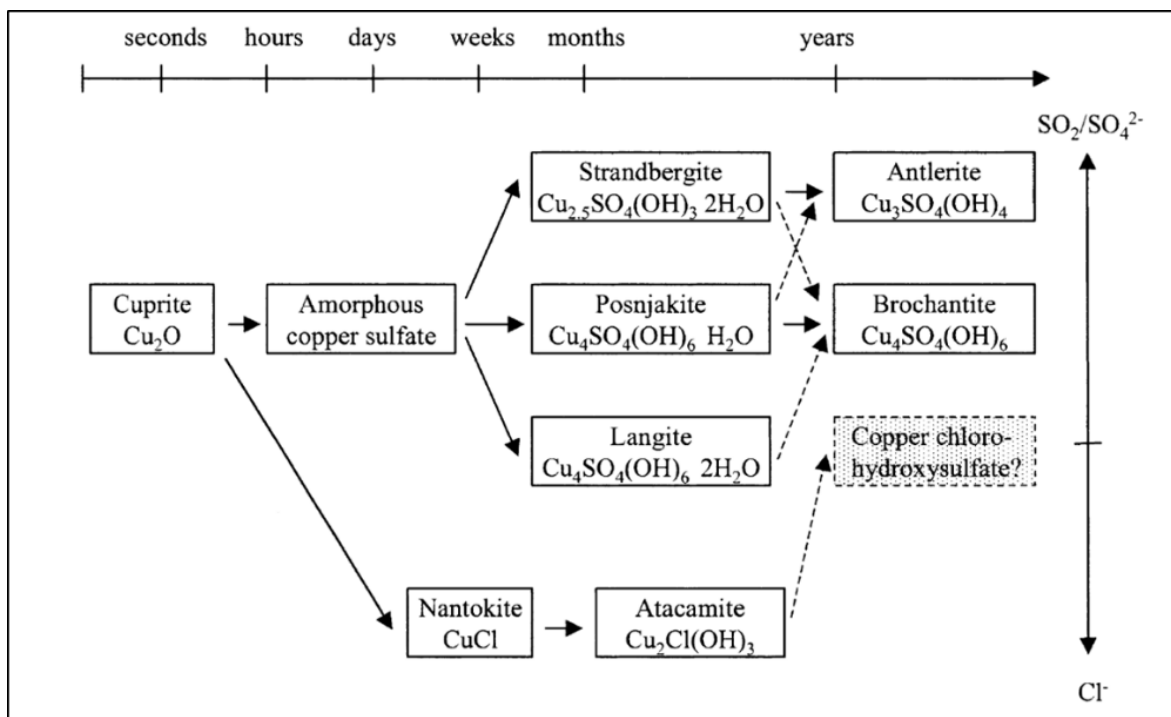 seconds hours days weeks months years
SO₂/SO₄²⁻
Strandbergite
Cu₂.₅SO₄(OH)₃ 2H₂O
Antlerite
Cu₃SO₄(OH)₄
Cuprite
Cu₂O
Amorphous
copper sulfate
Posnjakite
Cu₄SO₄(OH)₆ H₂O
Brochantite
Cu₄SO₄(OH)₆
Langite
Cu₄SO₄(OH)₆ 2H₂O
Copper chloro-
hydroxysulfate?
Nantokite
CuCl
Atacamite
Cu₂Cl(OH)₃
Cl⁻